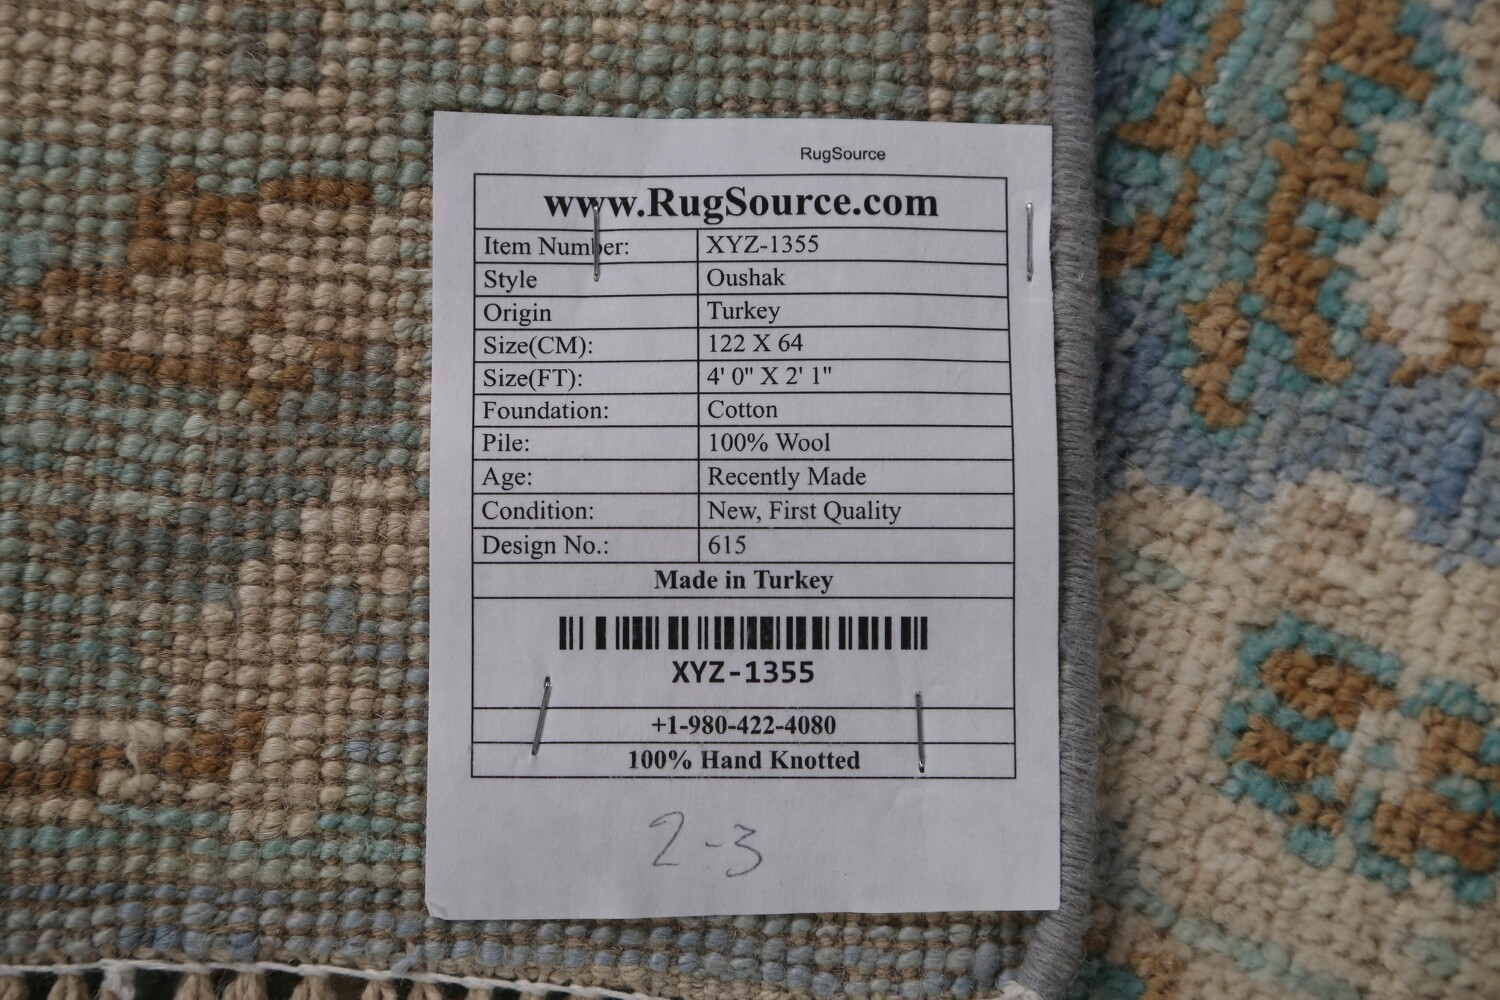 RugSource
www.RugSource.com
Item Number: XYZ-1355
Style Oushak
Origin Turkey
Size(CM): 122 X 64
Size(FT): 4' 0" X 2' 1"
Foundation: Cotton
Pile: 100% Wool
Age: Recently Made
Condition: New, First Quality
Design No.: 615
Made in Turkey
XYZ-1355
+1-980-422-4080
100% Hand Knotted
2-3